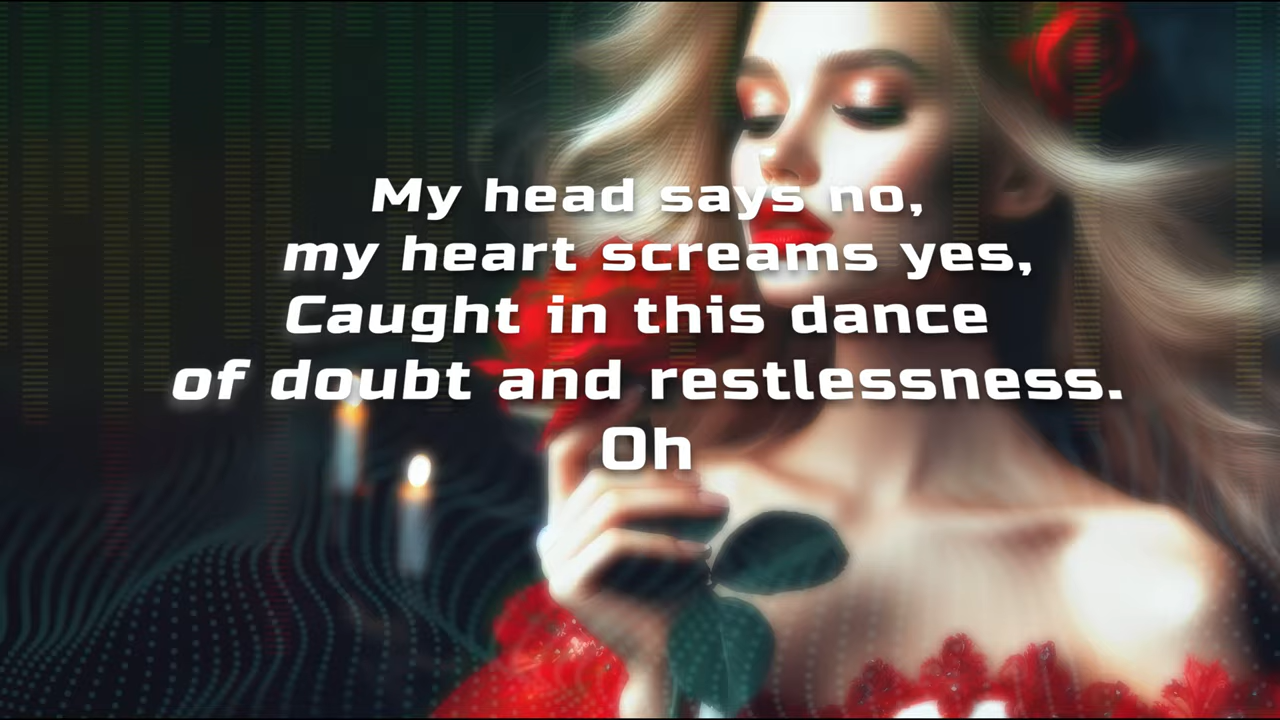 My head says no,
my heart screams yes,
Caught in this dance
of doubt and restlessness.
Oh